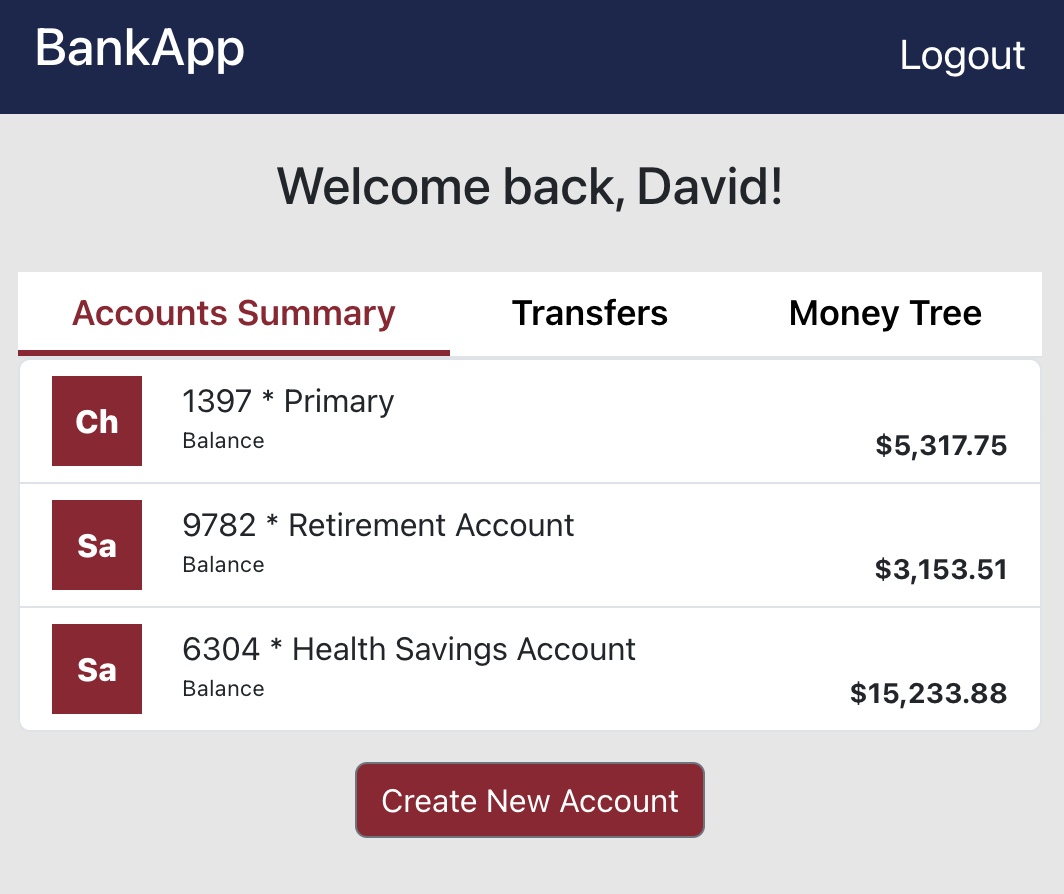 BankApp
Logout
Welcome back, David!
Accounts Summary
Transfers
Money Tree
Ch
1397 * Primary
Balance
$5,317.75
Sa
9782 * Retirement Account
Balance
$3,153.51
Sa
6304 * Health Savings Account
Balance
$15,233.88
Create New Account